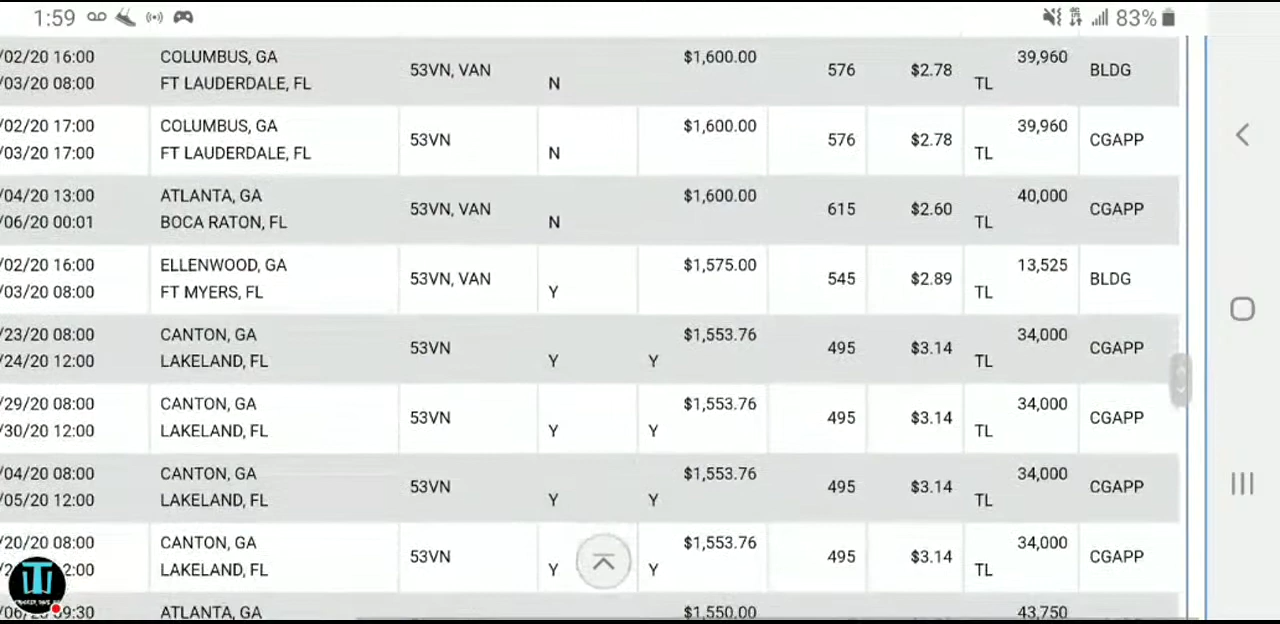 1:59 83%
/02/20 16:00 COLUMBUS, GA 53VN, VAN $1,600.00 576 $2.78 39,960 BLDG
/03/20 08:00 FT LAUDERDALE, FL N TL
/02/20 17:00 COLUMBUS, GA 53VN $1,600.00 576 $2.78 39,960 CGAPP
/03/20 17:00 FT LAUDERDALE, FL N TL
/04/20 13:00 ATLANTA, GA 53VN, VAN $1,600.00 615 $2.60 40,000 CGAPP
/06/20 00:01 BOCA RATON, FL N TL
/02/20 16:00 ELLENWOOD, GA 53VN, VAN $1,575.00 545 $2.89 13,525 BLDG
/03/20 08:00 FT MYERS, FL Y TL
/23/20 08:00 CANTON, GA 53VN $1,553.76 495 $3.14 34,000 CGAPP
/24/20 12:00 LAKELAND, FL Y Y TL
/29/20 08:00 CANTON, GA 53VN $1,553.76 495 $3.14 34,000 CGAPP
/30/20 12:00 LAKELAND, FL Y Y TL
/04/20 08:00 CANTON, GA 53VN $1,553.76 495 $3.14 34,000 CGAPP
/05/20 12:00 LAKELAND, FL Y Y TL
/20/20 08:00 CANTON, GA 53VN $1,553.76 495 $3.14 34,000 CGAPP
2:00 LAKELAND, FL Y Y TL
09:30 ATLANTA, GA $1,550.00 43,750